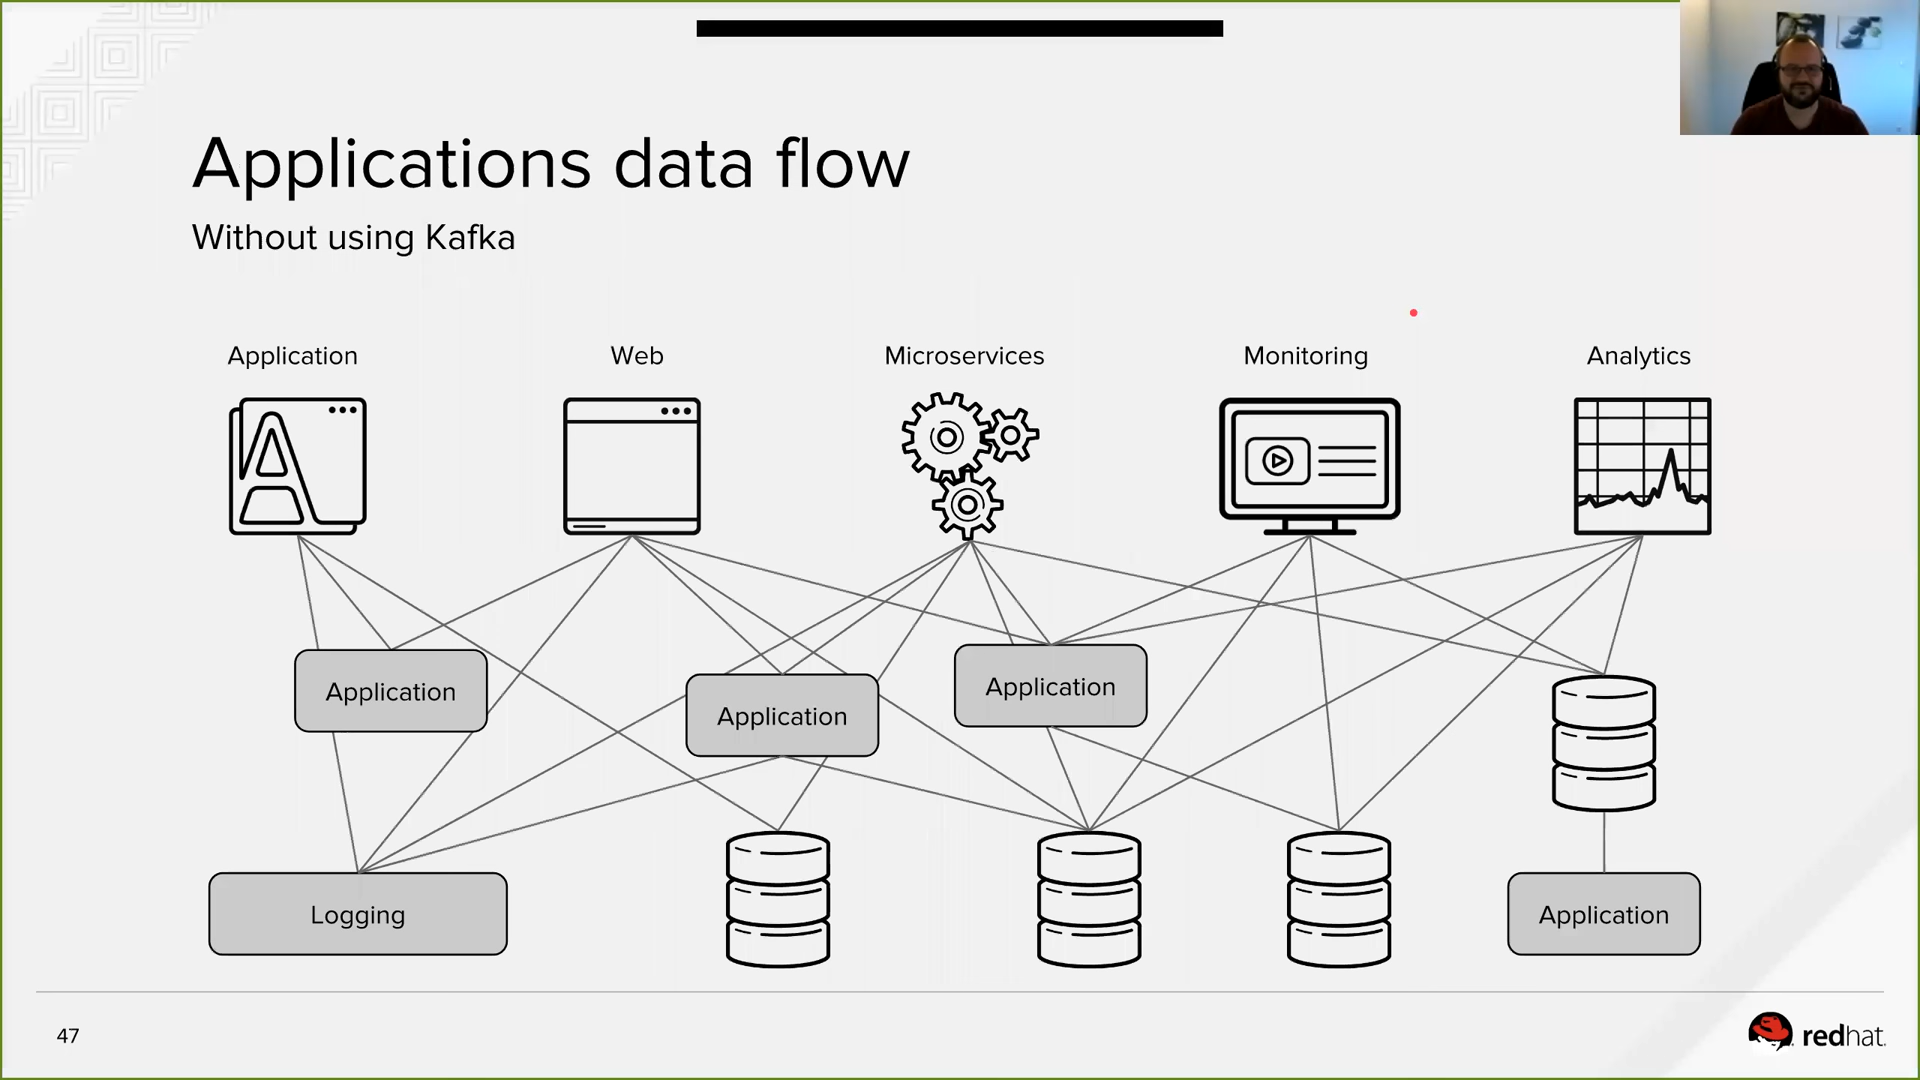 Applications data flow
Without using Kafka
Application
Web
Microservices
Monitoring
Analytics
Application
Application
Application
Logging
Application
47
redhat.